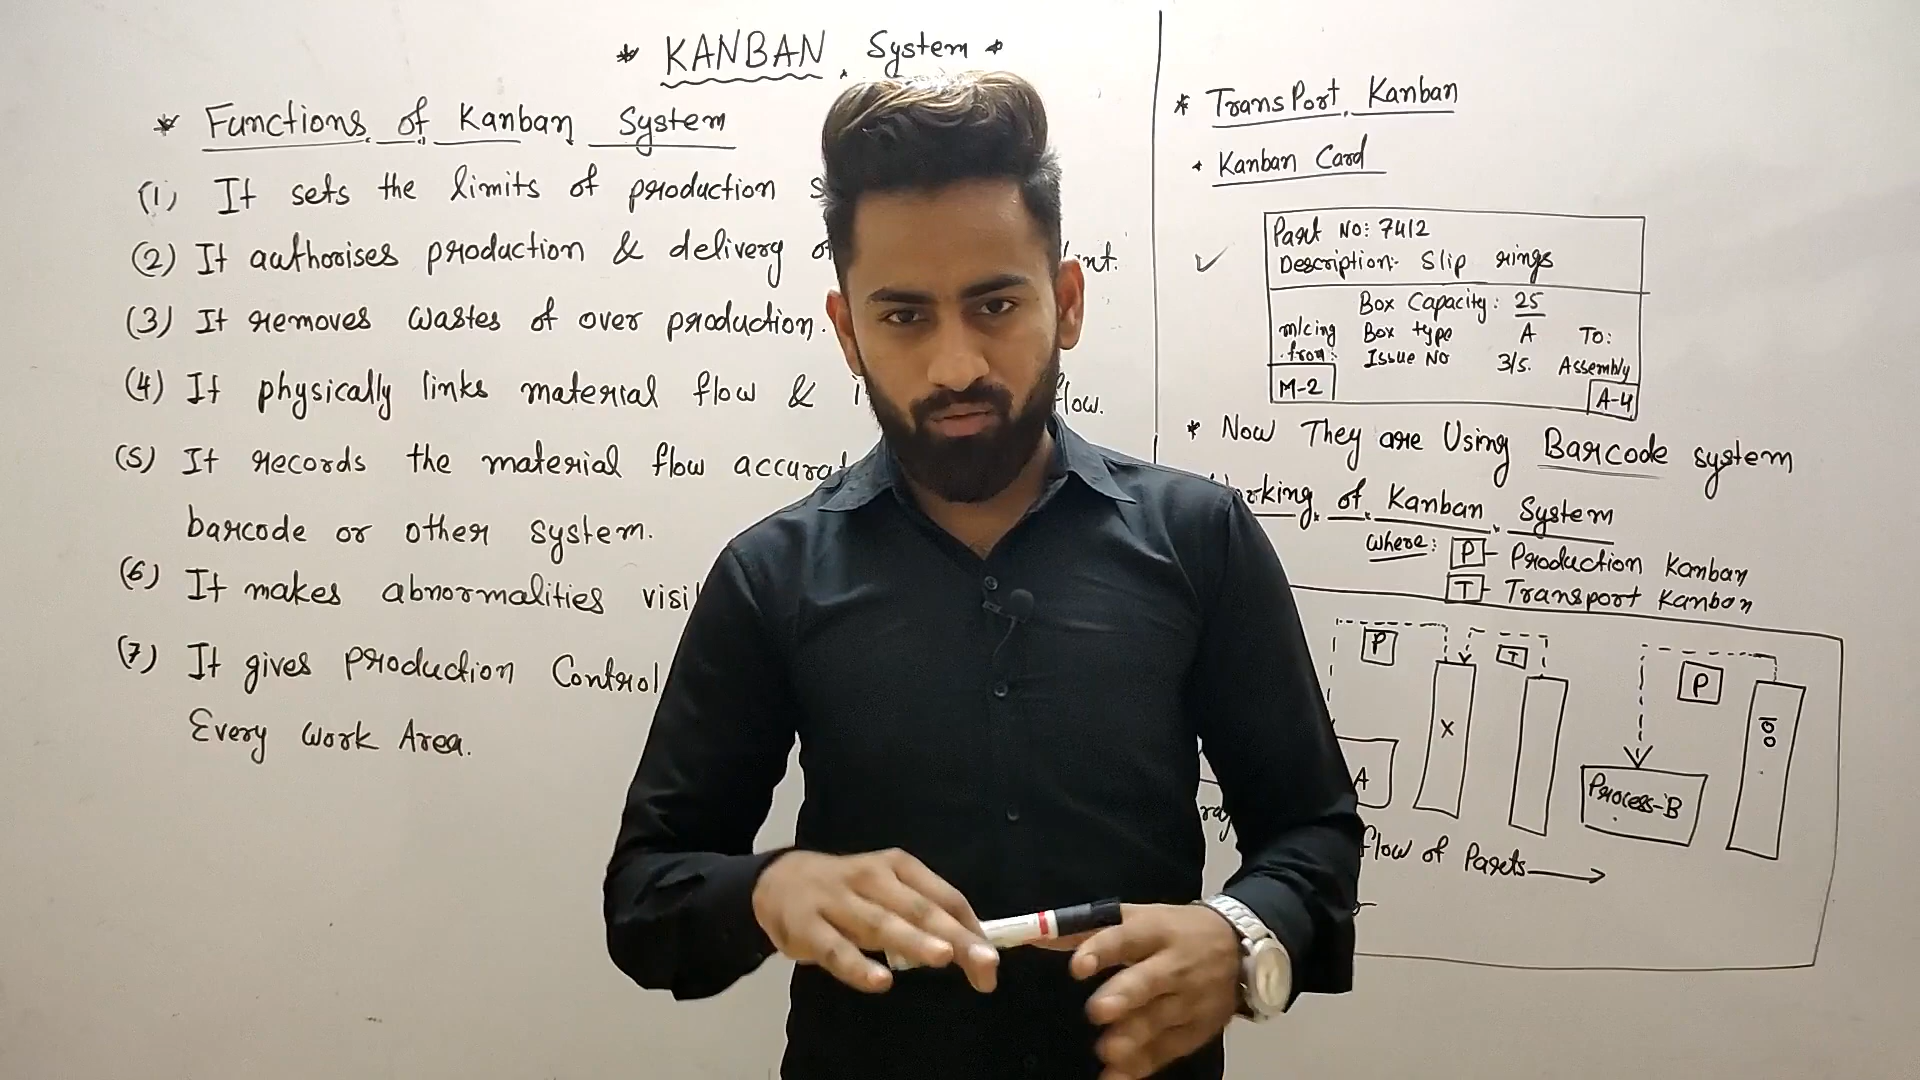 * KANBAN System *
* Functions of Kanban System
(1) It sets the limits of production
(2) It authorises production & delivery
(3) It removes wastes of over production.
(4) It physically links material flow & flow.
(5) It records the material flow
barcode or other system.
(6) It makes abnormalities
(7) It gives production Control
Every Work Area.
* TransPort Kanban
* Kanban Card
Part No: 7412
Description:- Slip rings
Box Capacity: 25
m/cing Box type A To:
from: Issue No 3/5. Assembly
M-2 A-4
* Now They are Using Barcode system
of Kanban System
Where: P - Production Kanban
T - Transport Kanban
P T P
X
A Process-B
flow of Parts